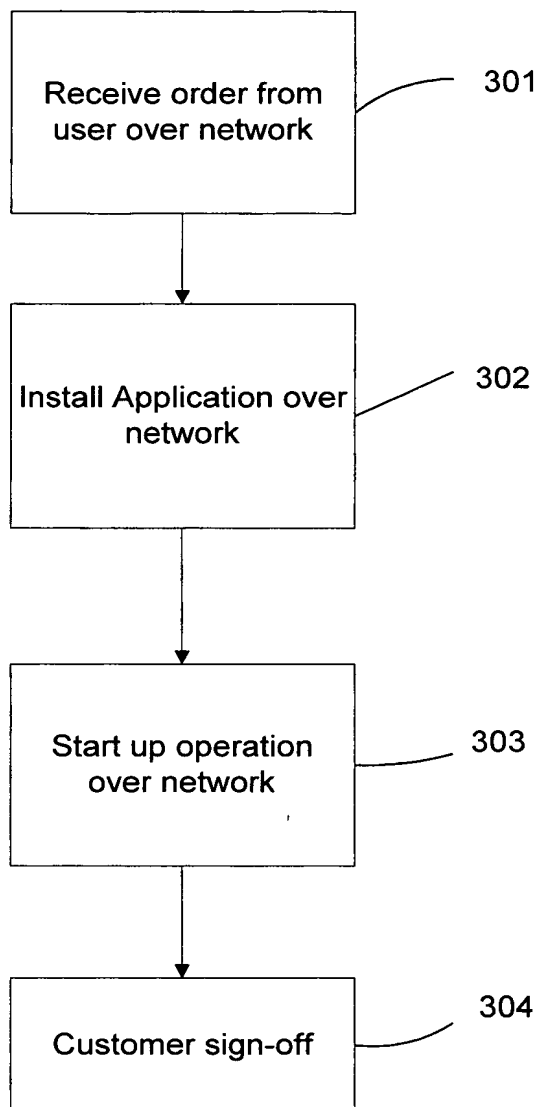 Receive order from
user over network
301
Install Application over
network
302
Start up operation
over network
303
Customer sign-off
304